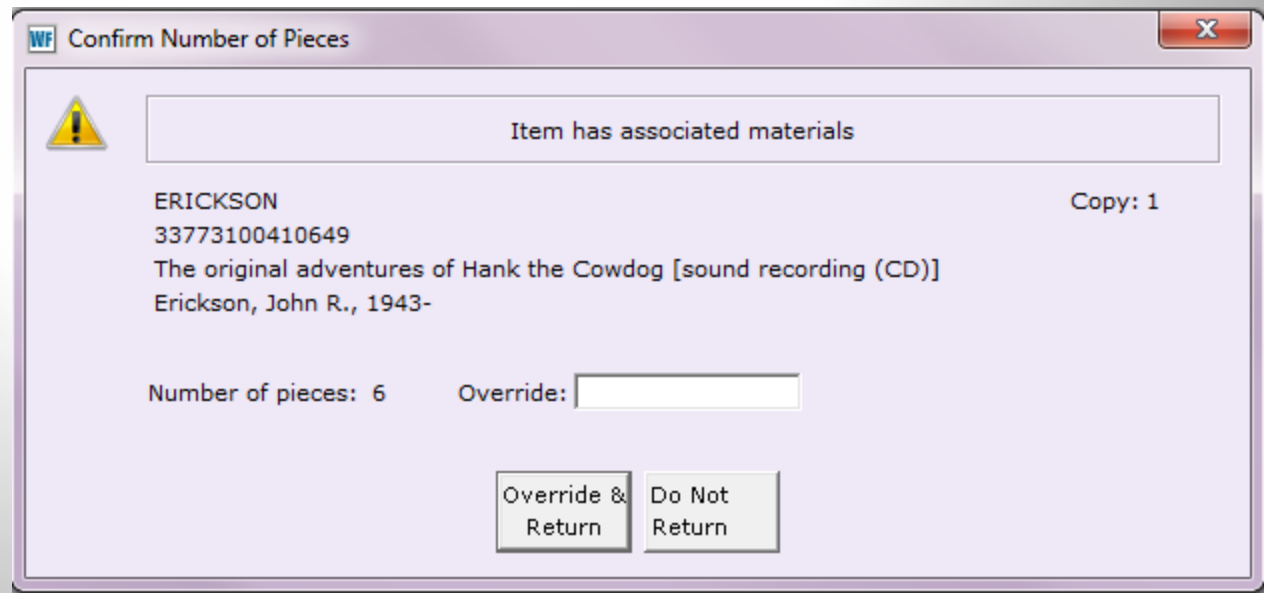 WF Confirm Number of Pieces
X
Item has associated materials
ERICKSON Copy: 1
33773100410649
The original adventures of Hank the Cowdog [sound recording (CD)]
Erickson, John R., 1943-
Number of pieces: 6 Override:
Override & Do Not
Return Return